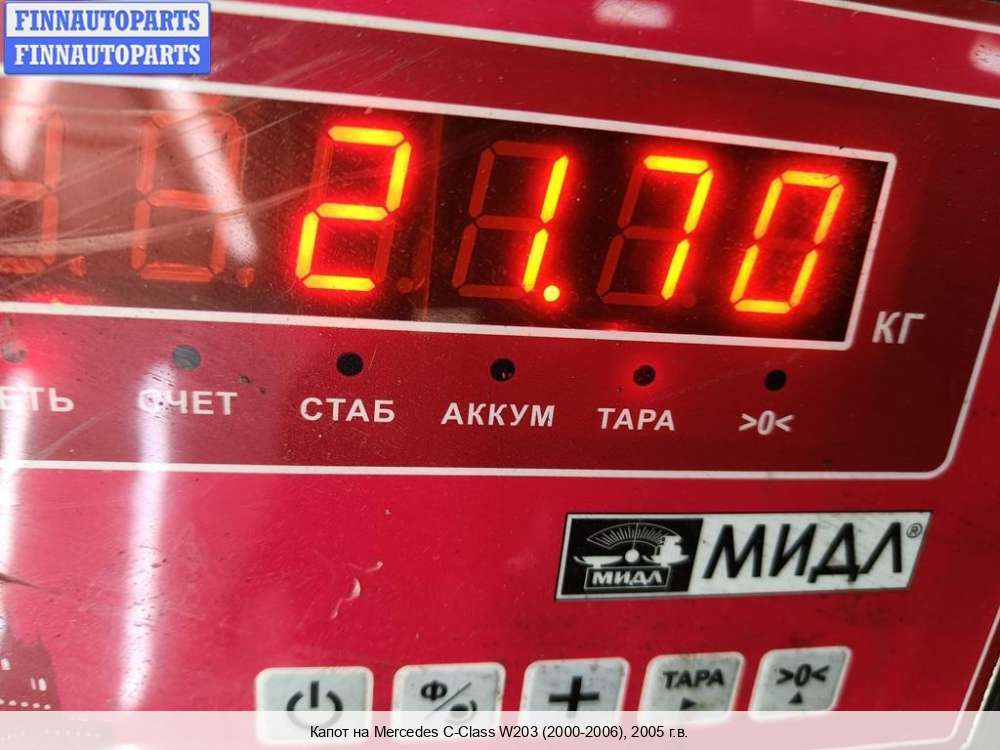 FINNAUTOPARTS
FINNAUTOPARTS
21.70
КГ
СЧЕТ СТАБ АККУМ ТАРА >0<
МИДЛ МИДЛ®
Ф/С + ТАРА >0<
Капот на Mercedes C-Class W203 (2000-2006), 2005 г.в.